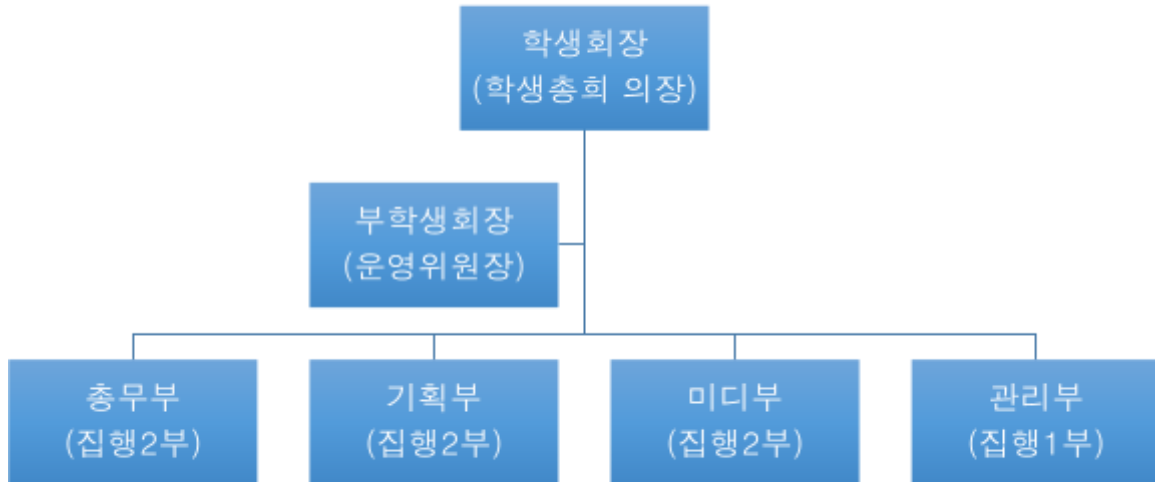 학생회장
(학생총회 의장)
부학생회장
(운영위원장)
총무부
(집행2부)
기획부
(집행2부)
미디부
(집행2부)
관리부
(집행1부)